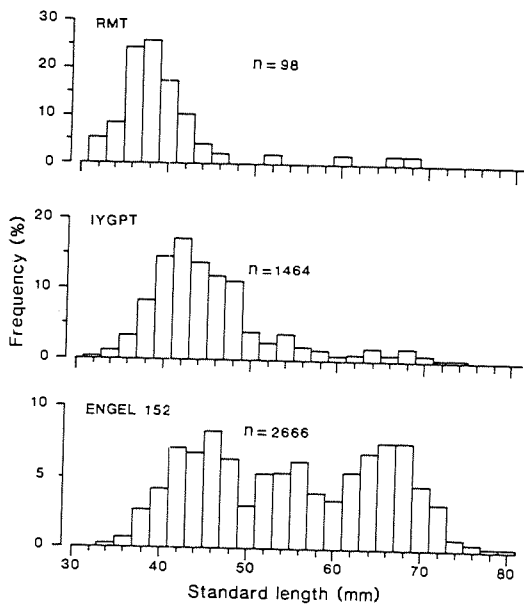 RMT
n=98
30
20
10
0
IYGPT
n=1464
20
10
0
Frequency (%)
ENGEL 152
n=2666
10
5
0
30 40 50 60 70 80
Standard length (mm)